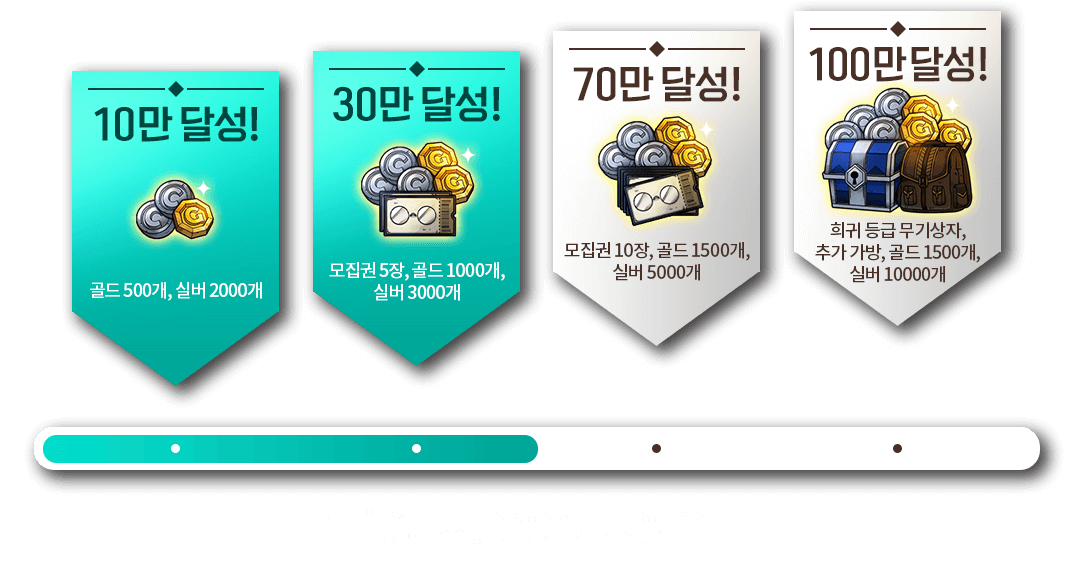 10만 달성!
골드 500개, 실버 2000개
30만 달성!
모집권 5장, 골드 1000개,
실버 3000개
70만 달성!
모집권 10장, 골드 1500개,
실버 5000개
100만 달성!
희귀 등급 무기상자,
추가 가방, 골드 1500개,
실버 10000개